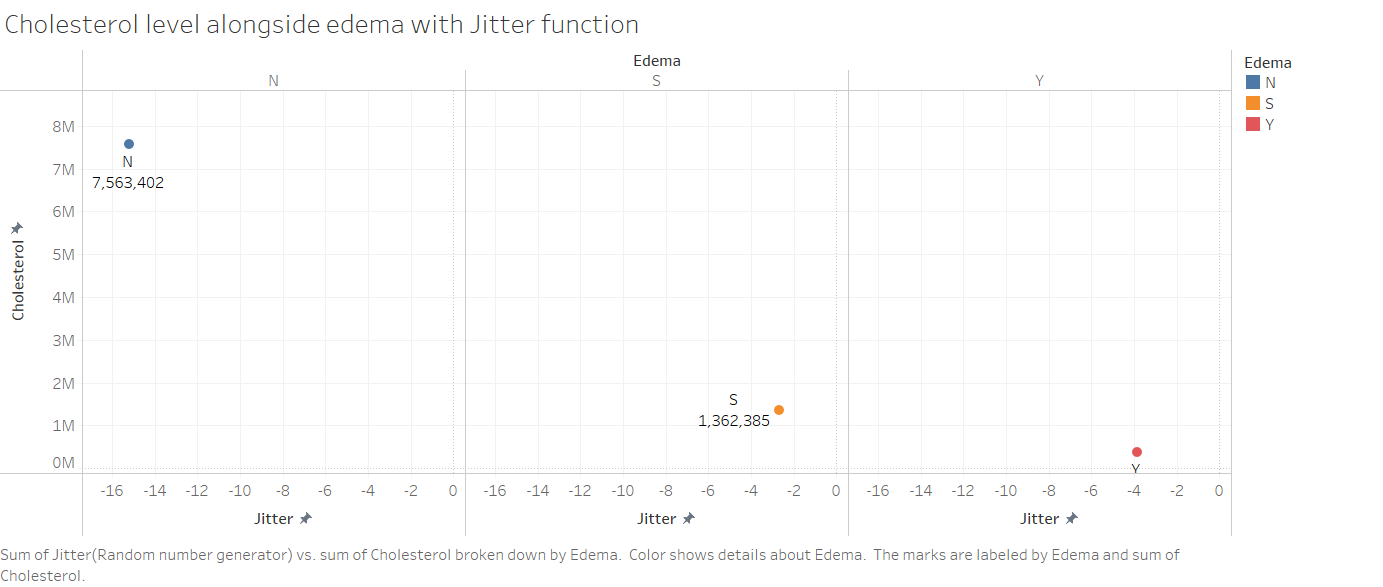 Cholesterol level alongside edema with Jitter function
Edema
N S Y
Edema
N
S
Y
8M
7M
6M
5M
4M
3M
2M
1M
0M
Cholesterol
N
7,563,402
S
1,362,385
Y
-16 -14 -12 -10 -8 -6 -4 -2 0 -16 -14 -12 -10 -8 -6 -4 -2 0 -16 -14 -12 -10 -8 -6 -4 -2 0
Jitter Jitter Jitter
Sum of Jitter(Random number generator) vs. sum of Cholesterol broken down by Edema.  Color shows details about Edema.  The marks are labeled by Edema and sum of
Cholesterol.